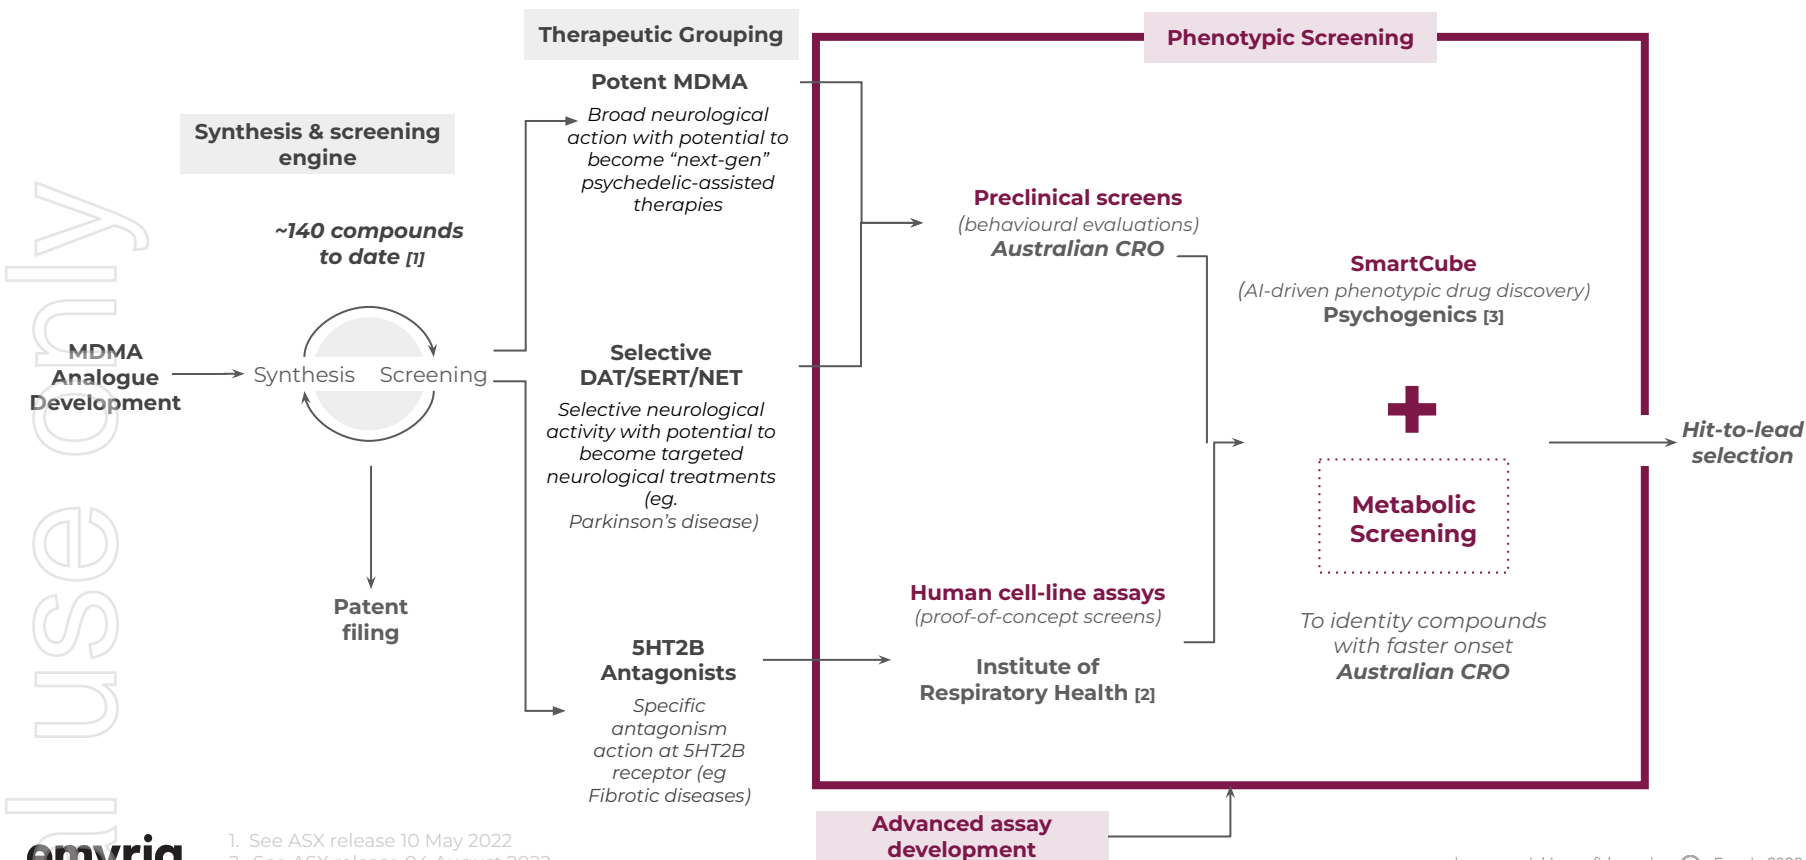 Therapeutic Grouping
Phenotypic Screening
Synthesis & screening
engine
~140 compounds
to date [1]
MDMA
Analogue
Development
Synthesis
Screening
Patent
filing
Potent MDMA
Broad neurological
action with potential to
become “next-gen”
psychedelic-assisted
therapies
Selective
DAT/SERT/NET
Selective neurological
activity with potential to
become targeted
neurological treatments
(eg.
Parkinson’s disease)
5HT2B
Antagonists
Specific
antagonism
action at 5HT2B
receptor (eg
Fibrotic diseases)
Preclinical screens
(behavioural evaluations)
Australian CRO
Human cell-line assays
(proof-of-concept screens)
Institute of
Respiratory Health [2]
SmartCube
(AI-driven phenotypic drug discovery)
Psychogenics [3]
Metabolic
Screening
To identity compounds
with faster onset
Australian CRO
Hit-to-lead
selection
Advanced assay
development
emyria
1. See ASX release 10 May 2022
use only